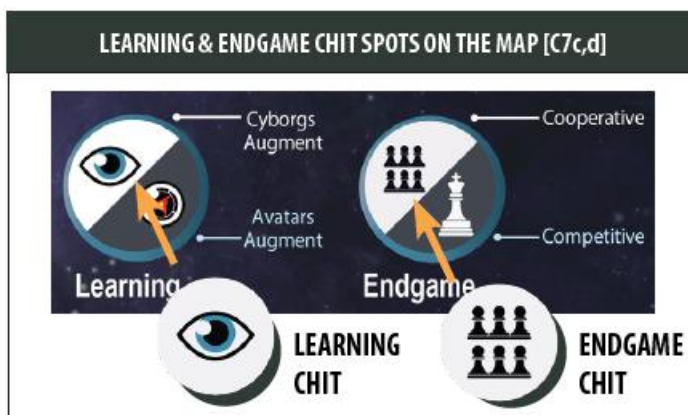 LEARNING & ENDGAME CHIT SPOTS ON THE MAP [C7c,d]
Cyborgs
Augment
Avatars
Augment
Learning
Cooperative
Competitive
Endgame
LEARNING
CHIT
ENDGAME
CHIT